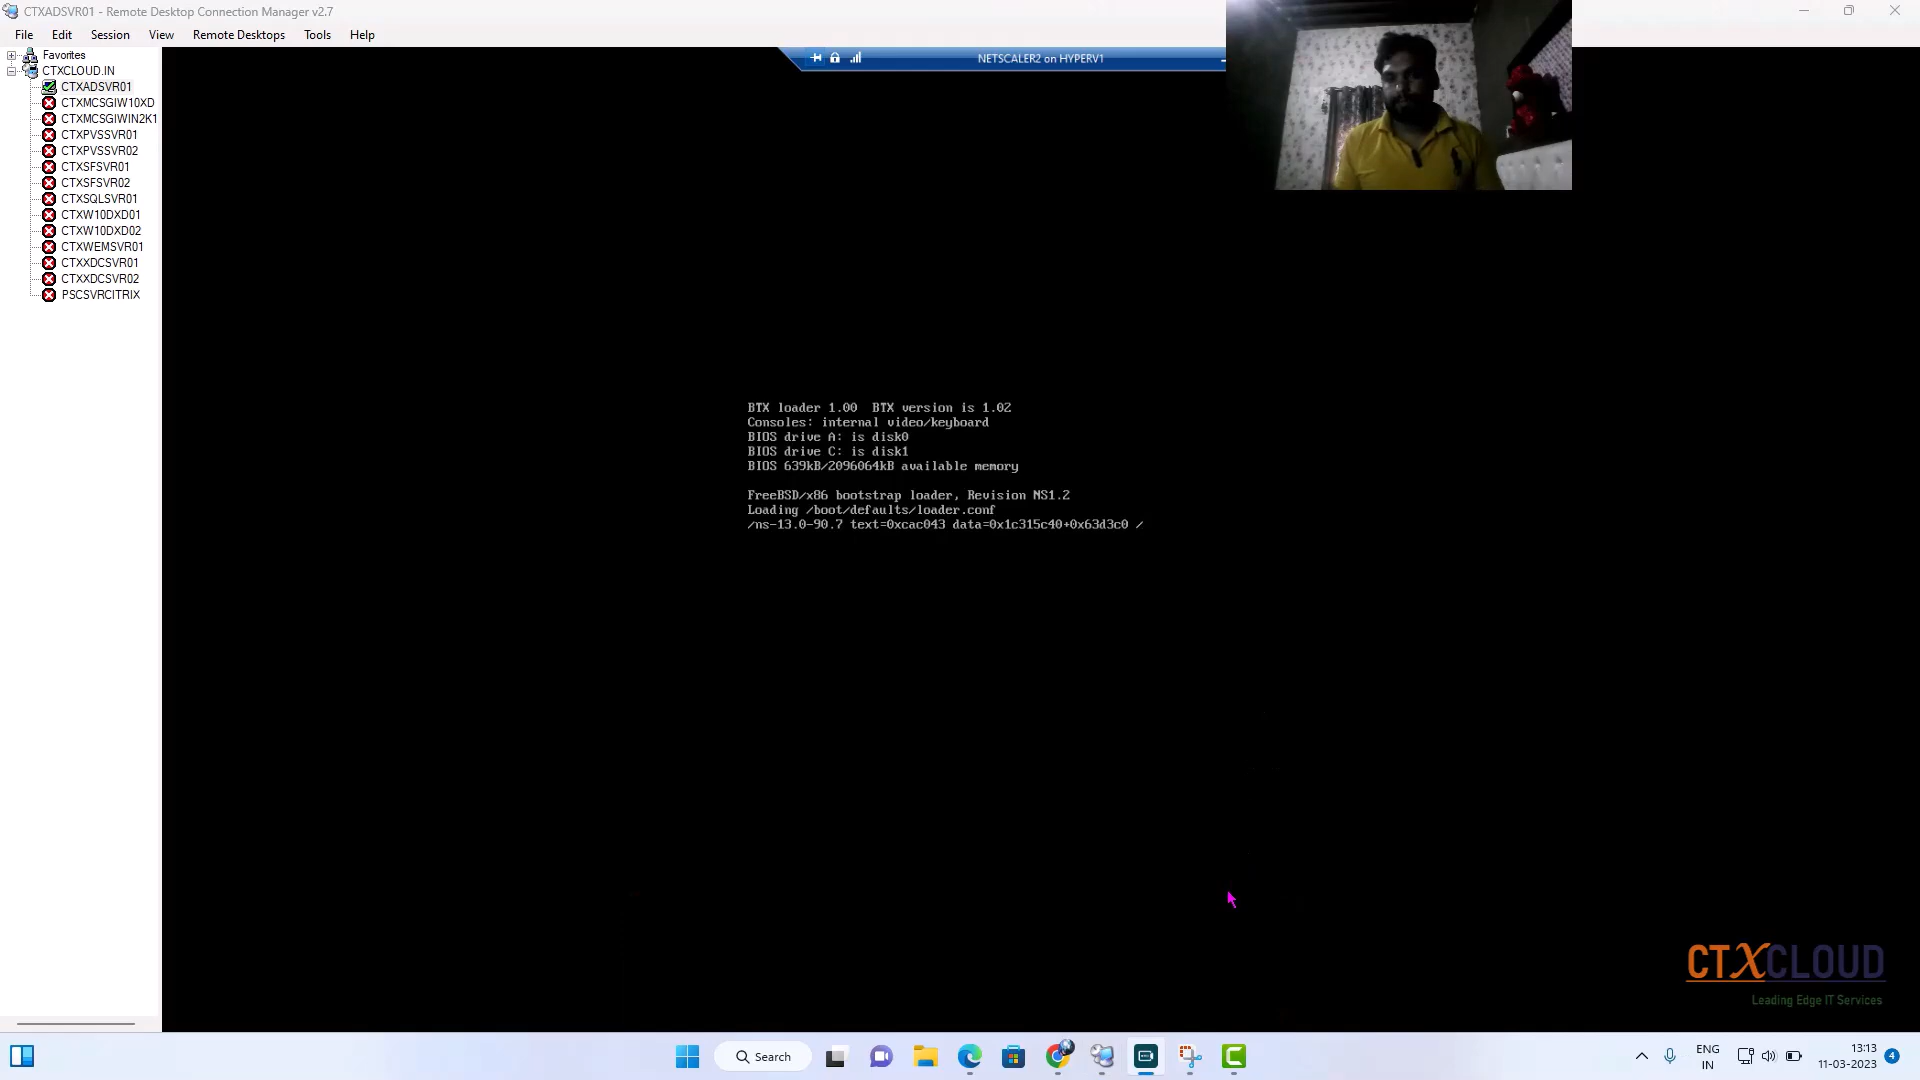 CTXADSVR01 - Remote Desktop Connection Manager v2.7
File Edit Session View Remote Desktops Tools Help
Favorites
CTXCLOUD.IN
CTXADSVR01
CTXMCSGIW10XD
CTXMCSGIWIN2K1
CTXPVSSVR01
CTXPVSSVR02
CTXSFSVR01
CTXSFSVR02
CTXSQLSVR01
CTXW10DXD01
CTXW10DXD02
CTXWEMSVR01
CTXXDCSVR01
CTXXDCSVR02
PSCSVRCITRIX
NETSCALER2 on HYPERV1
BTX loader 1.00 BTX version is 1.02
Consoles: internal video/keyboard
BIOS drive A: is disk0
BIOS drive C: is disk1
BIOS 639kB/2096064kB available memory
FreeBSD/x86 bootstrap loader, Revision NS1.2
Loading /boot/defaults/loader.conf
/ns-13.0-90.7 text=0xcac043 data=0x1c315c40+0x63d3c0 /
CTXCLOUD
Leading Edge IT Services
Search
ENG
IN
13:13
11-03-2023
4